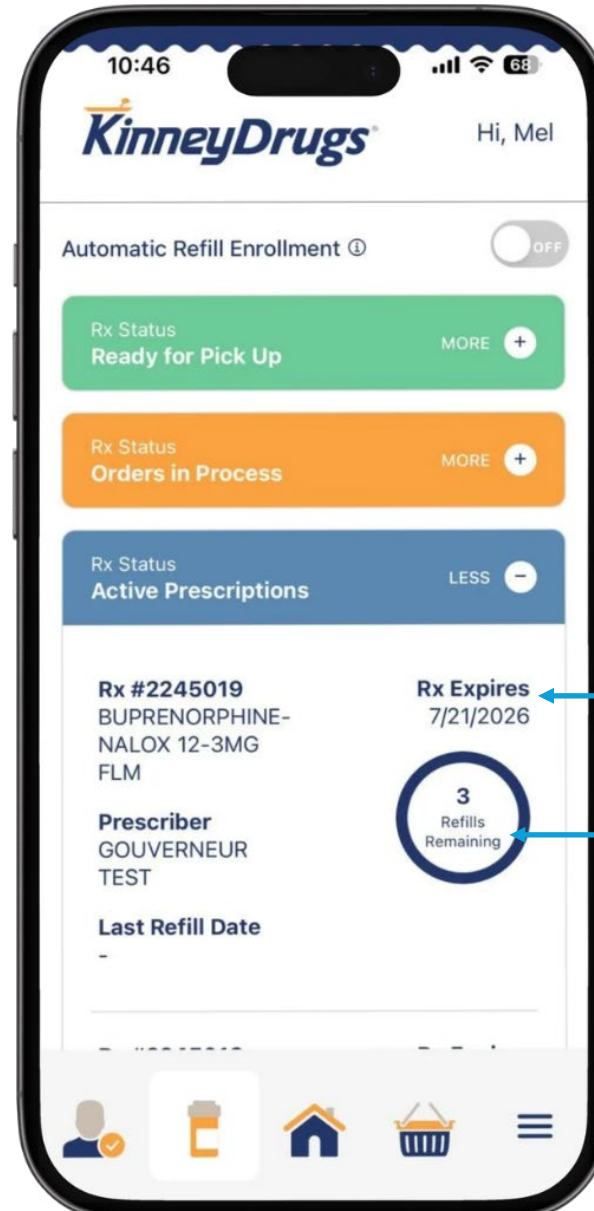 10:46
68
KinneyDrugs
Hi, Mel
Automatic Refill Enrollment
OFF
Rx Status
Ready for Pick Up
MORE +
Rx Status
Orders in Process
MORE +
Rx Status
Active Prescriptions
LESS −
Rx #2245019
BUPRENORPHINE-
NALOX 12-3MG
FLM
Rx Expires
7/21/2026
3
Refills
Remaining
Prescriber
GOUVERNEUR
TEST
Last Refill Date
-